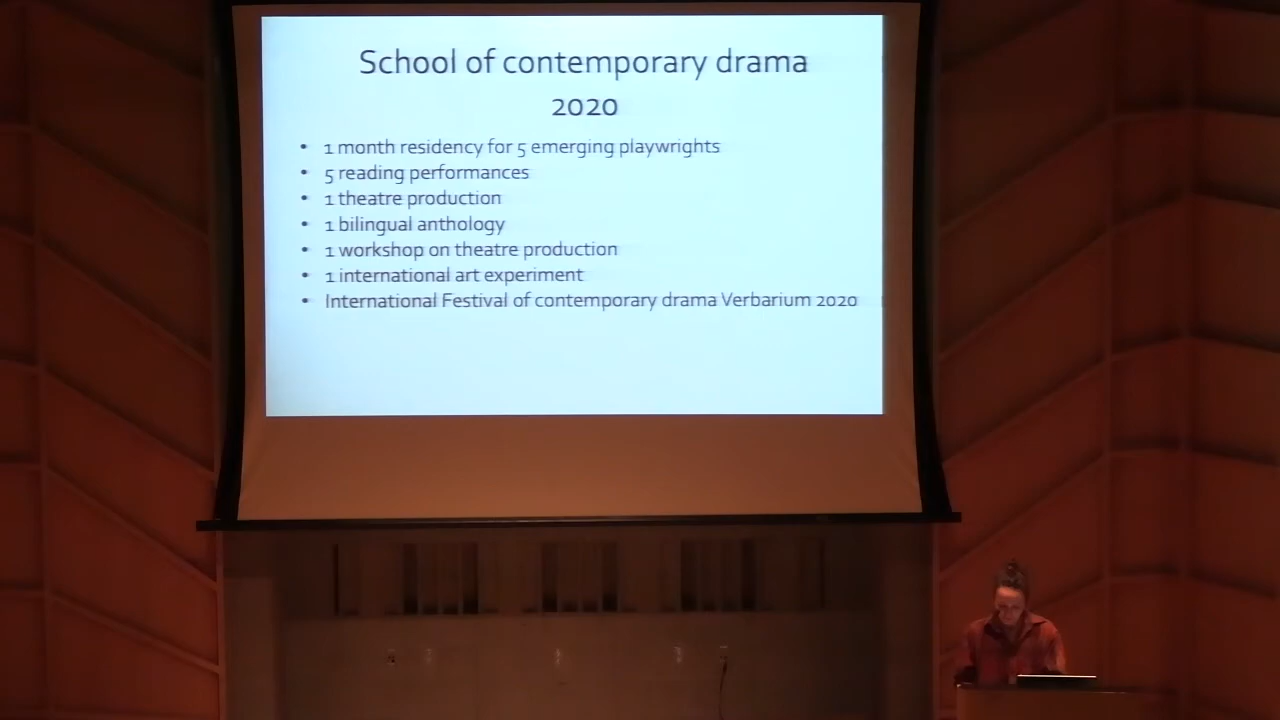 School of contemporary drama
2020
• 1 month residency for 5 emerging playwrights
• 5 reading performances
• 1 theatre production
• 1 bilingual anthology
• 1 workshop on theatre production
• 1 international art experiment
• International Festival of contemporary drama Verbarium 2020